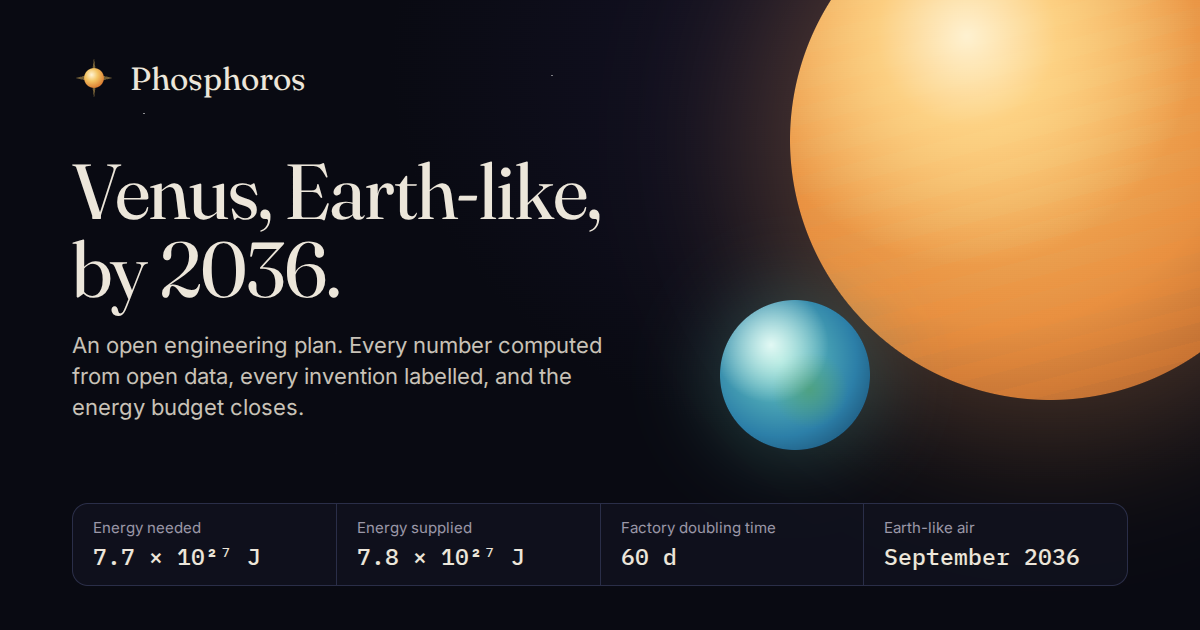 Phosphoros
Venus, Earth-like,
by 2036.
An open engineering plan. Every number computed
from open data, every invention labelled, and the
energy budget closes.
Energy needed
7.7 × 10²⁷ J
Energy supplied
7.8 × 10²⁷ J
Factory doubling time
60 d
Earth-like air
September 2036